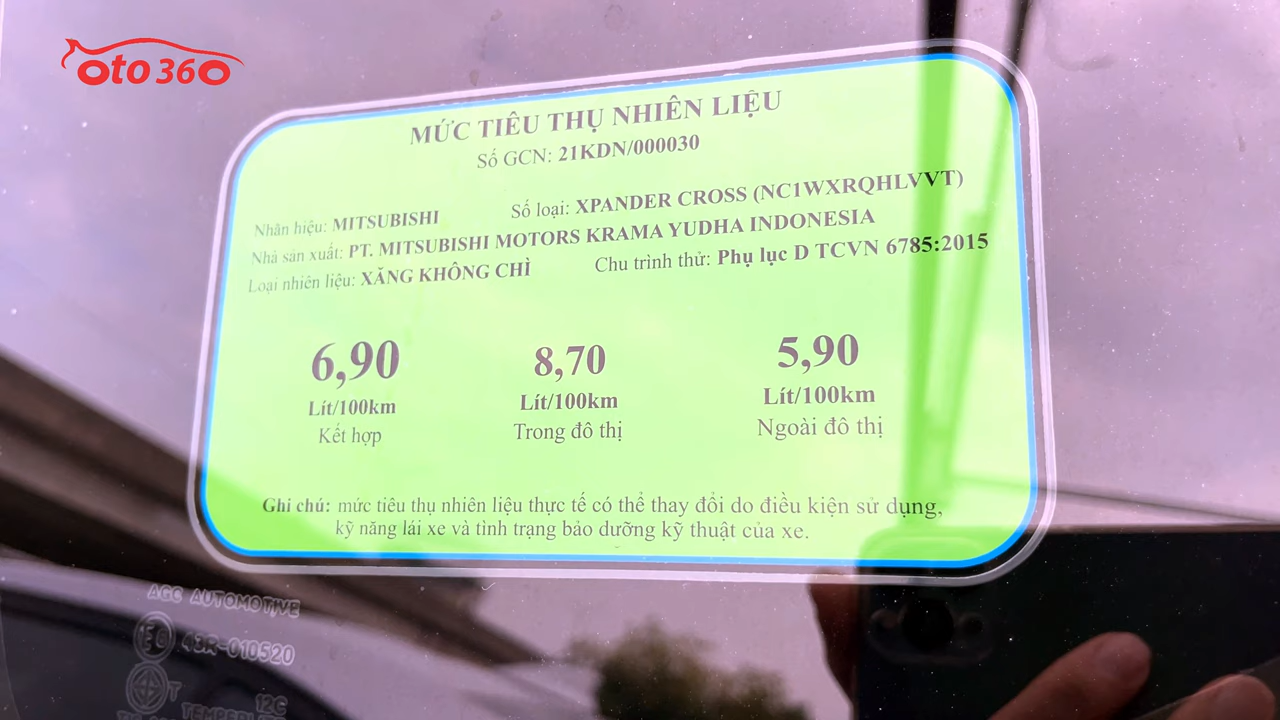 oto360
MỨC TIÊU THỤ NHIÊN LIỆU
Số GCN: 21KDN/000030
Nhãn hiệu: MITSUBISHI Số loại: XPANDER CROSS (NC1WXRQHLVVT)
Nhà sản xuất: PT. MITSUBISHI MOTORS KRAMA YUDHA INDONESIA
Loại nhiên liệu: XĂNG KHÔNG CHÌ Chu trình thử: Phụ lục D TCVN 6785:2015
6,90 8,70 5,90
Lít/100km Lít/100km Lít/100km
Kết hợp Trong đô thị Ngoài đô thị
Ghi chú: mức tiêu thụ nhiên liệu thực tế có thể thay đổi do điều kiện sử dụng,
kỹ năng lái xe và tình trạng bảo dưỡng kỹ thuật của xe.
AGC AUTOMOTIVE
43R-010520
T 12C